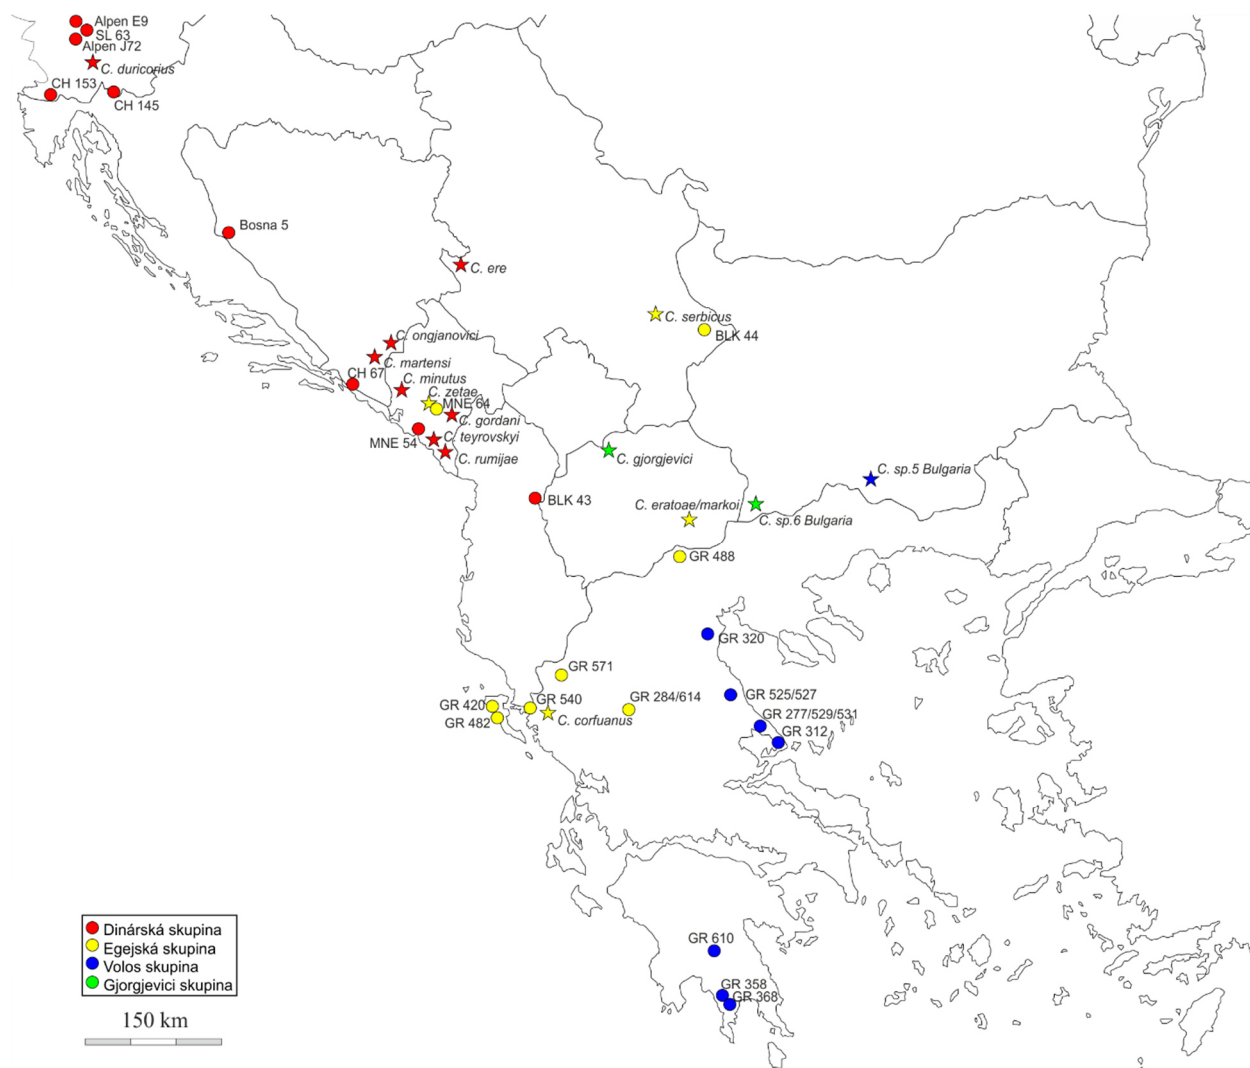 Alpen E9
SL 63
Alpen J72
C. duricorius
CH 153
CH 145
Bosna 5
C. ere
C. serbicus
BLK 44
C. ongjanovici
C. martensi
CH 67
C. minutus
C. zetae
MNE 64
C. gordani
MNE 54
C. teyrovskyi
C. rumijae
C. gjorgjevici
C. sp.5 Bulgaria
BLK 43
C. eratoae/markoi
C. sp.6 Bulgaria
GR 488
GR 320
GR 571
GR 525/527
GR 284/614
GR 420
GR 540
GR 482
C. corfuanus
GR 277/529/531
GR 312
GR 610
GR 358
GR 368
Dinárská skupina
Egejská skupina
Volos skupina
Gjorgjevici skupina
150 km